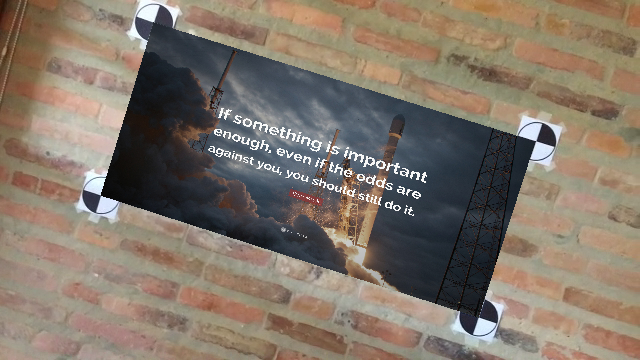 If something is important
enough, even if the odds are
against you, you should still do it.